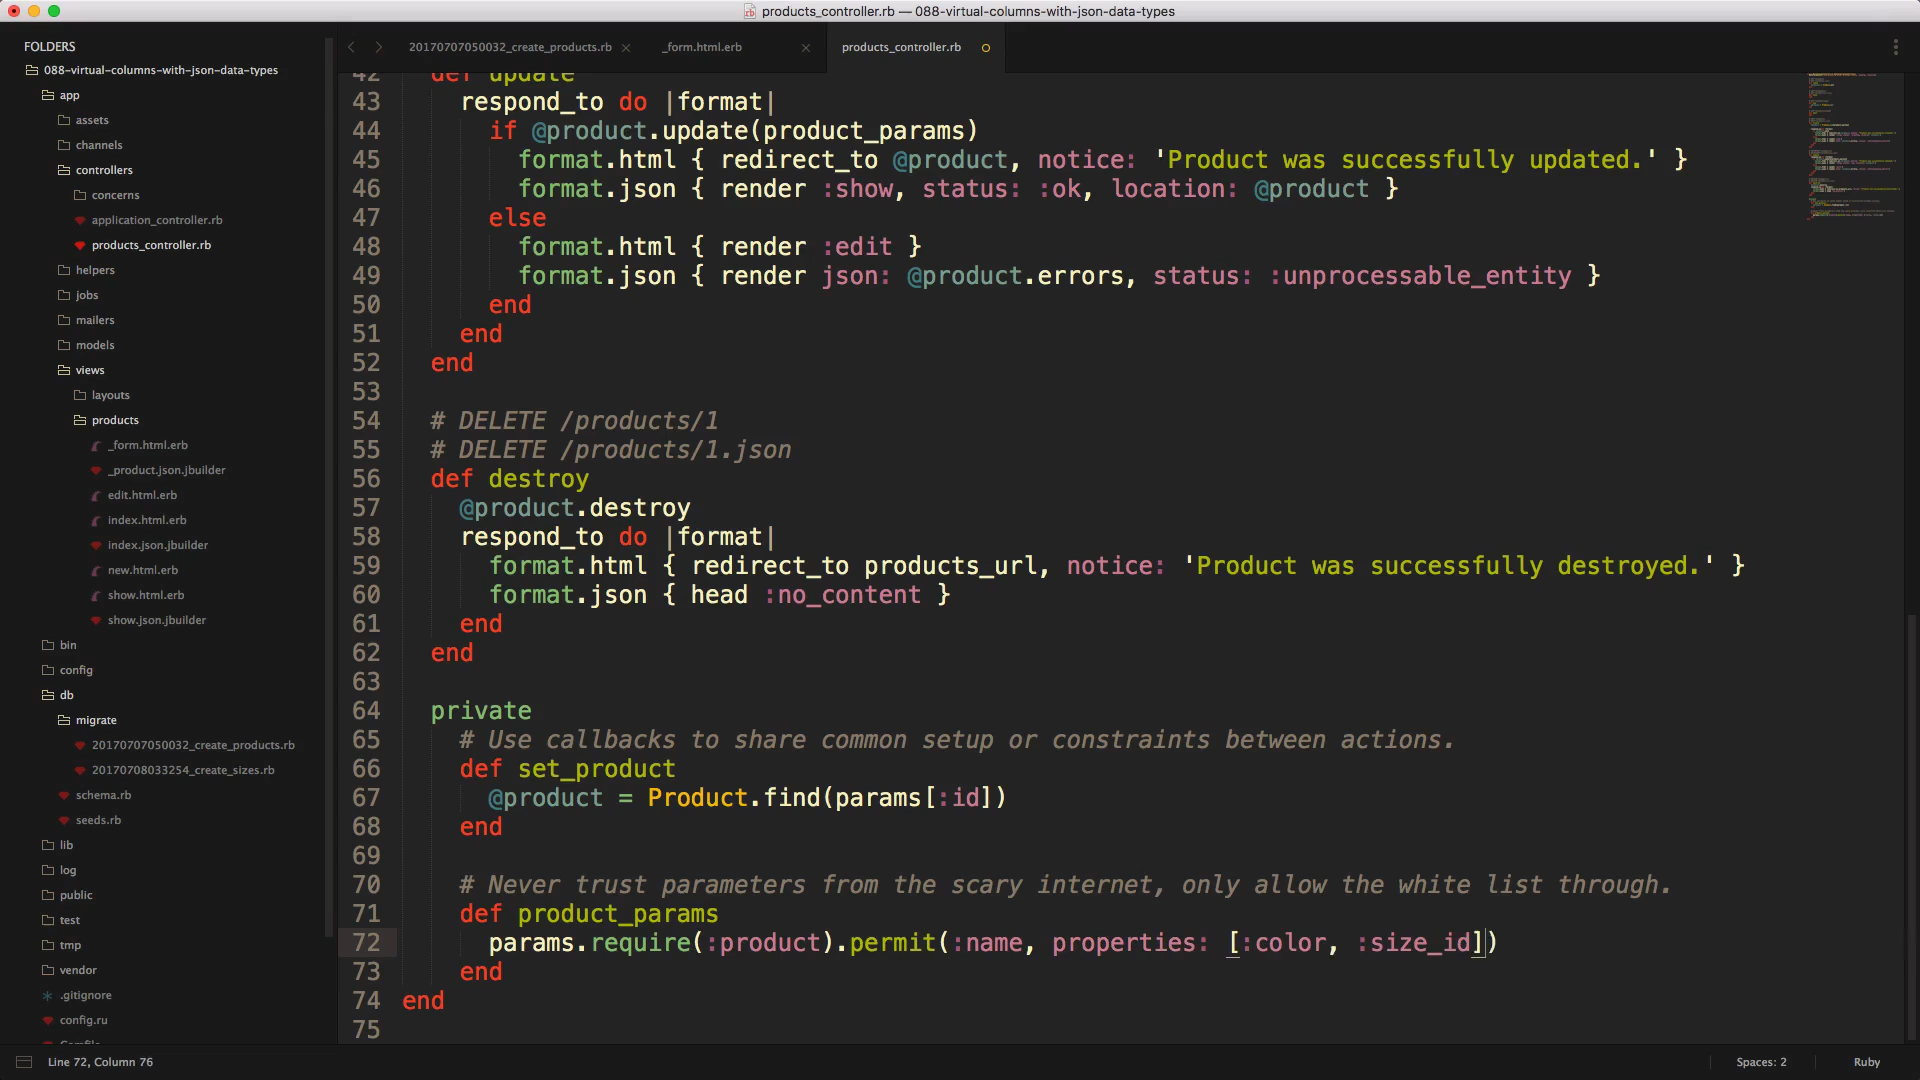 products_controller.rb — 088-virtual-columns-with-json-data-types
FOLDERS
088-virtual-columns-with-json-data-types
app
assets
channels
controllers
concerns
application_controller.rb
products_controller.rb
helpers
jobs
mailers
models
views
layouts
products
_form.html.erb
_product.json.jbuilder
edit.html.erb
index.html.erb
index.json.jbuilder
new.html.erb
show.html.erb
show.json.jbuilder
bin
config
db
migrate
20170707050032_create_products.rb
20170708033254_create_sizes.rb
schema.rb
seeds.rb
lib
log
public
test
tmp
vendor
.gitignore
config.ru
Gemfile
20170707050032_create_products.rb
_form.html.erb
products_controller.rb
42 def update
43 respond_to do |format|
44 if @product.update(product_params)
45 format.html { redirect_to @product, notice: 'Product was successfully updated.' }
46 format.json { render :show, status: :ok, location: @product }
47 else
48 format.html { render :edit }
49 format.json { render json: @product.errors, status: :unprocessable_entity }
50 end
51 end
52 end
53
54 # DELETE /products/1
55 # DELETE /products/1.json
56 def destroy
57 @product.destroy
58 respond_to do |format|
59 format.html { redirect_to products_url, notice: 'Product was successfully destroyed.' }
60 format.json { head :no_content }
61 end
62 end
63
64 private
65 # Use callbacks to share common setup or constraints between actions.
66 def set_product
67 @product = Product.find(params[:id])
68 end
69
70 # Never trust parameters from the scary internet, only allow the white list through.
71 def product_params
72 params.require(:product).permit(:name, properties: [:color, :size_id])
73 end
74 end
75
Line 72, Column 76
Spaces: 2
Ruby